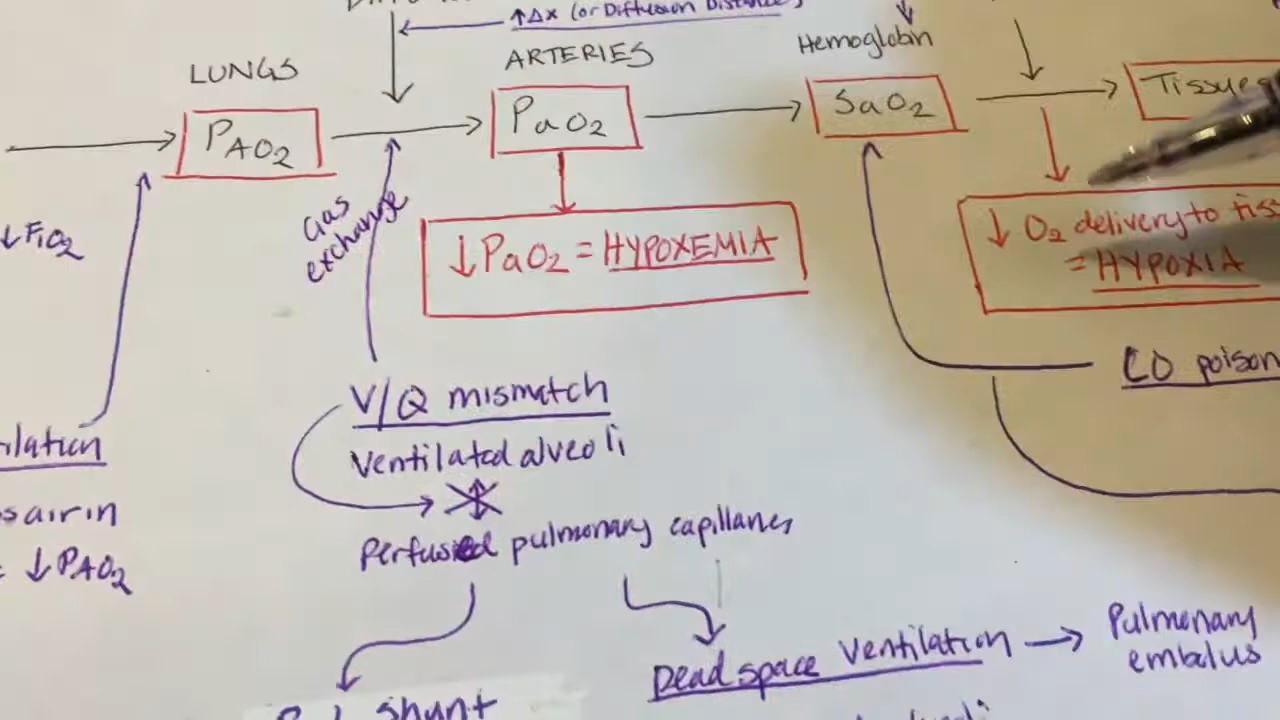 ↑Δx (or Diffusion Distance)
LUNGS
ARTERIES
Hemoglobin
PAO2
PaO2
SaO2
Tissues
Gas exchange
↓FiO2
↓PaO2 = HYPOXEMIA
↓ O2 delivery to tiss
= HYPOXIA
CO poison
V/Q mismatch
ventilated alveoli
perfused pulmonary capillaries
ilation
s air in
↓PAO2
Dead space ventilation → Pulmonary
embolus
shunt